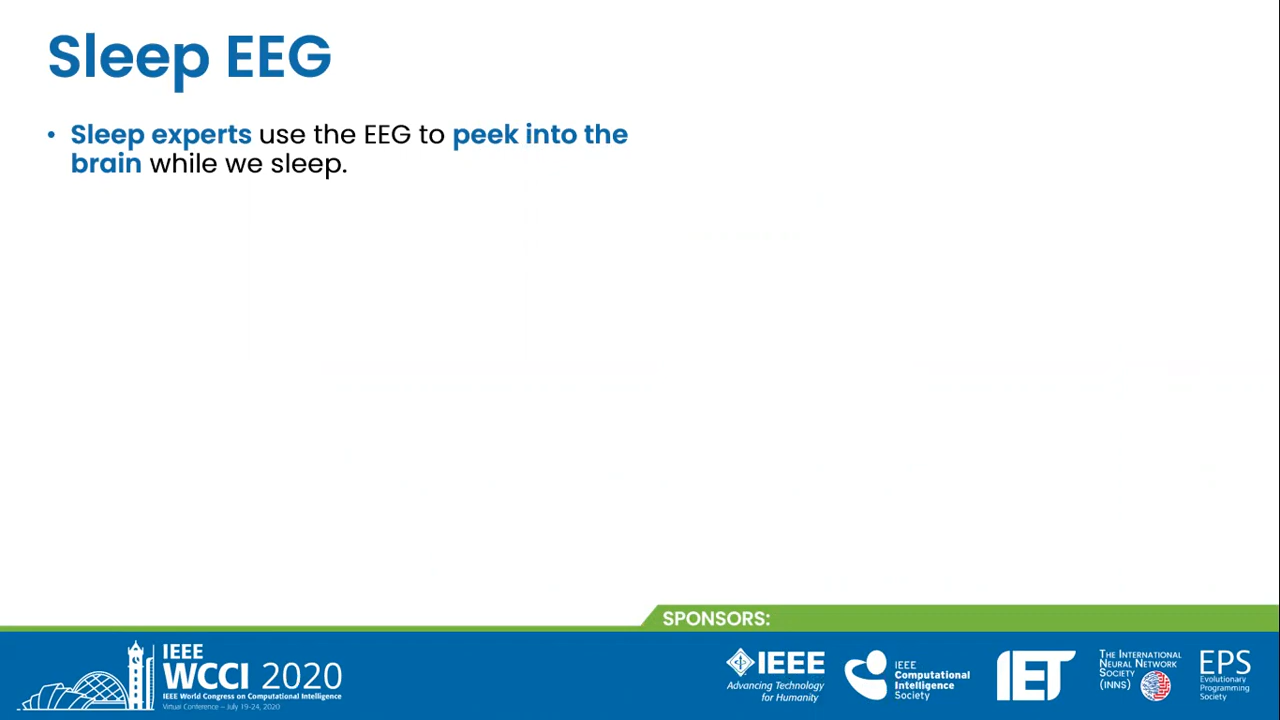 Sleep EEG
• Sleep experts use the EEG to peek into the
brain while we sleep.
SPONSORS:
IEEE
WCCI 2020
IEEE World Congress on Computational Intelligence
Virtual Conference – July 19-24, 2020
IEEE
Advancing Technology
for Humanity
IEEE
Computational
Intelligence
Society
IET
THE INTERNATIONAL
NEURAL NETWORK
SOCIETY
(INNS)
EPS
Evolutionary
Programming
Society